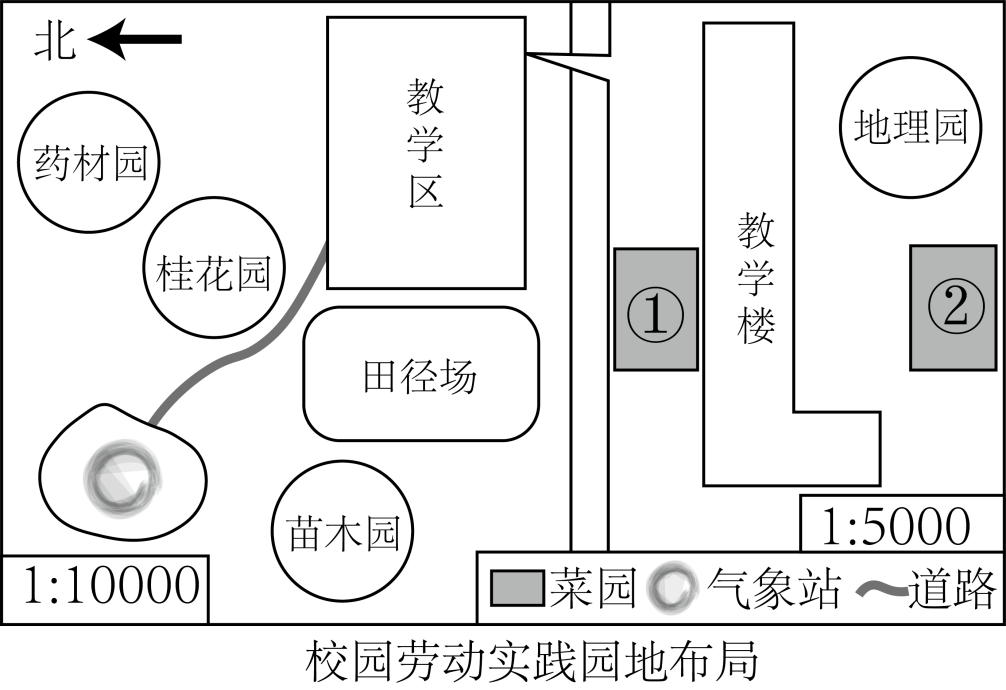 北
药材园
桂花园
教学区
田径场
苗木园
1:10000
教学楼
地理园
①
②
1:5000
菜园
气象站
道路
校园劳动实践园地布局